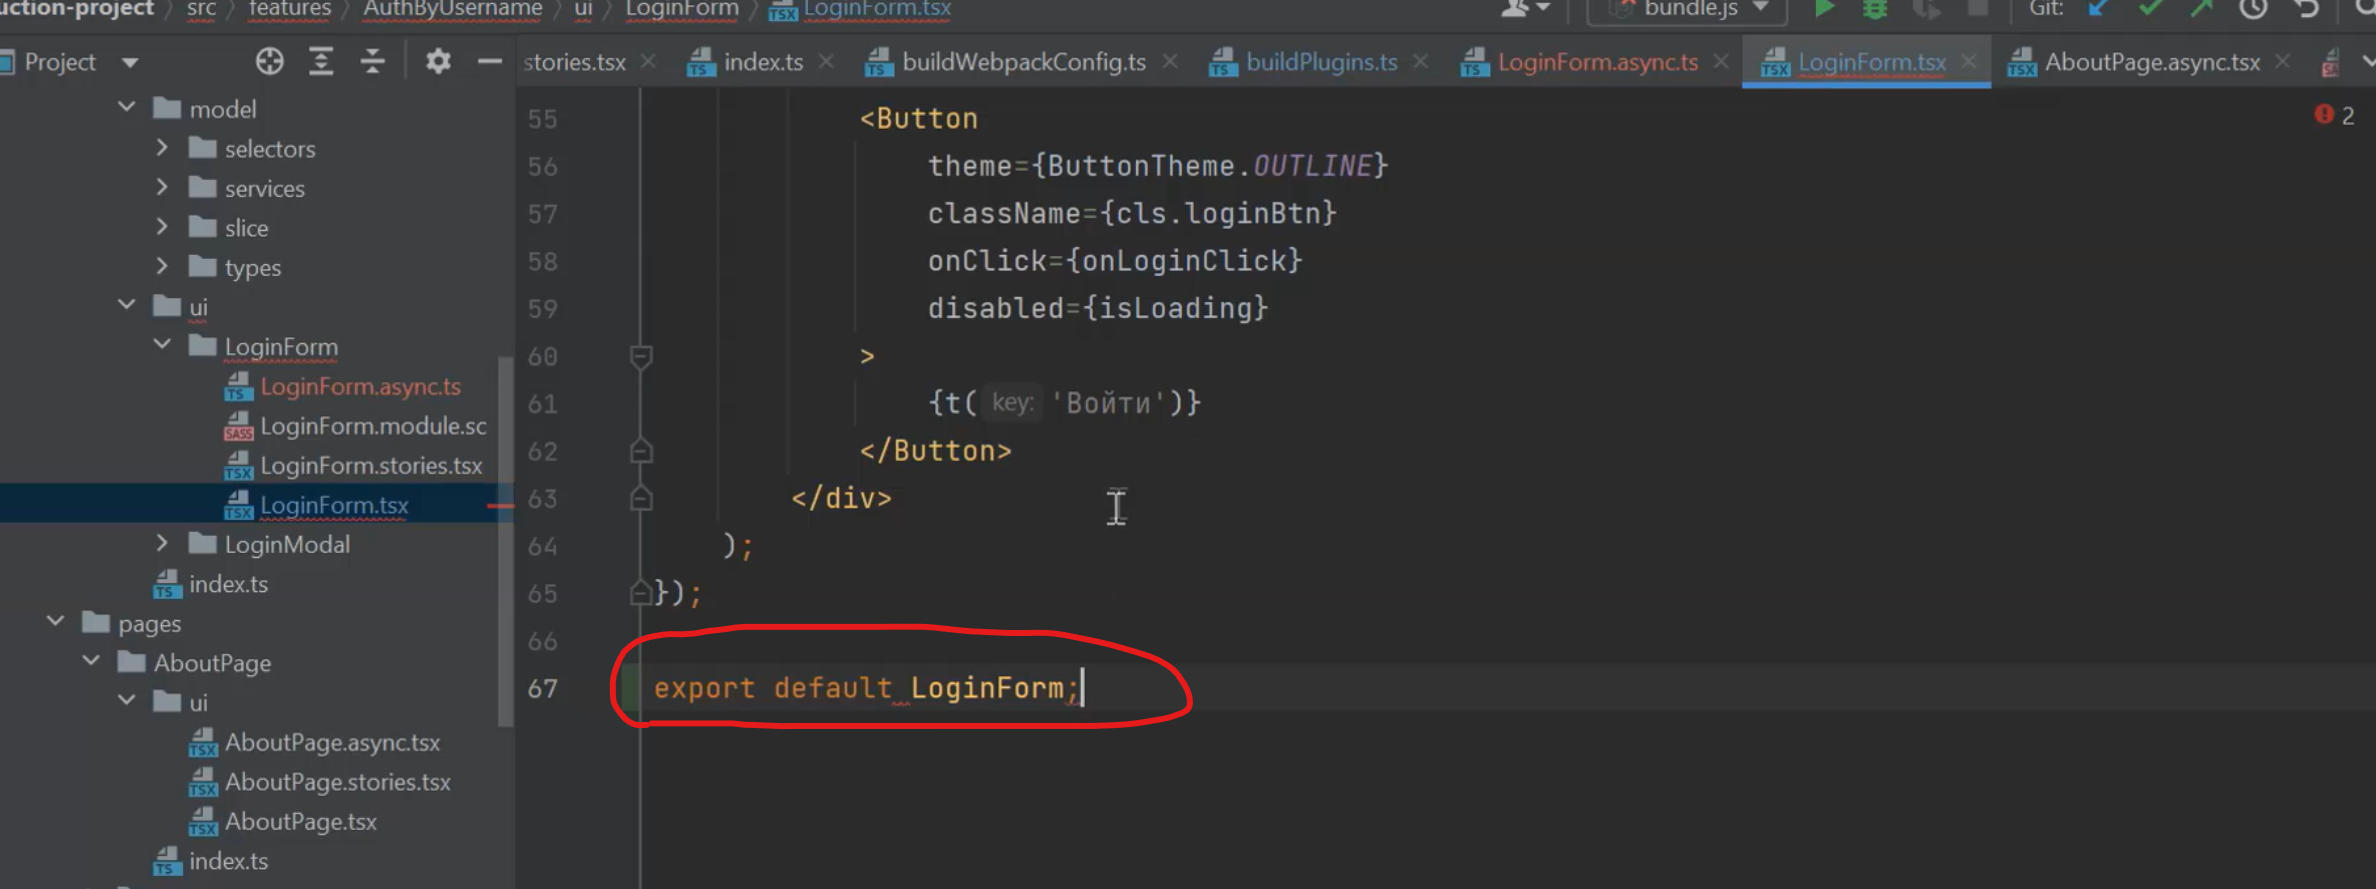 uction-project src features AuthByUsername ui LoginForm LoginForm.tsx bundle.js Git:
Project
stories.tsx index.ts buildWebpackConfig.ts buildPlugins.ts LoginForm.async.ts LoginForm.tsx AboutPage.async.tsx
model
selectors
services
slice
types
ui
LoginForm
LoginForm.async.ts
LoginForm.module.sc
LoginForm.stories.tsx
LoginForm.tsx
LoginModal
index.ts
pages
AboutPage
ui
AboutPage.async.tsx
AboutPage.stories.tsx
AboutPage.tsx
index.ts
2
55 <Button
56 theme={ButtonTheme.OUTLINE}
57 className={cls.loginBtn}
58 onClick={onLoginClick}
59 disabled={isLoading}
60 >
61 {t( key: 'Войти')}
62 </Button>
63 </div>
64 );
65 });
66
67 export default LoginForm;